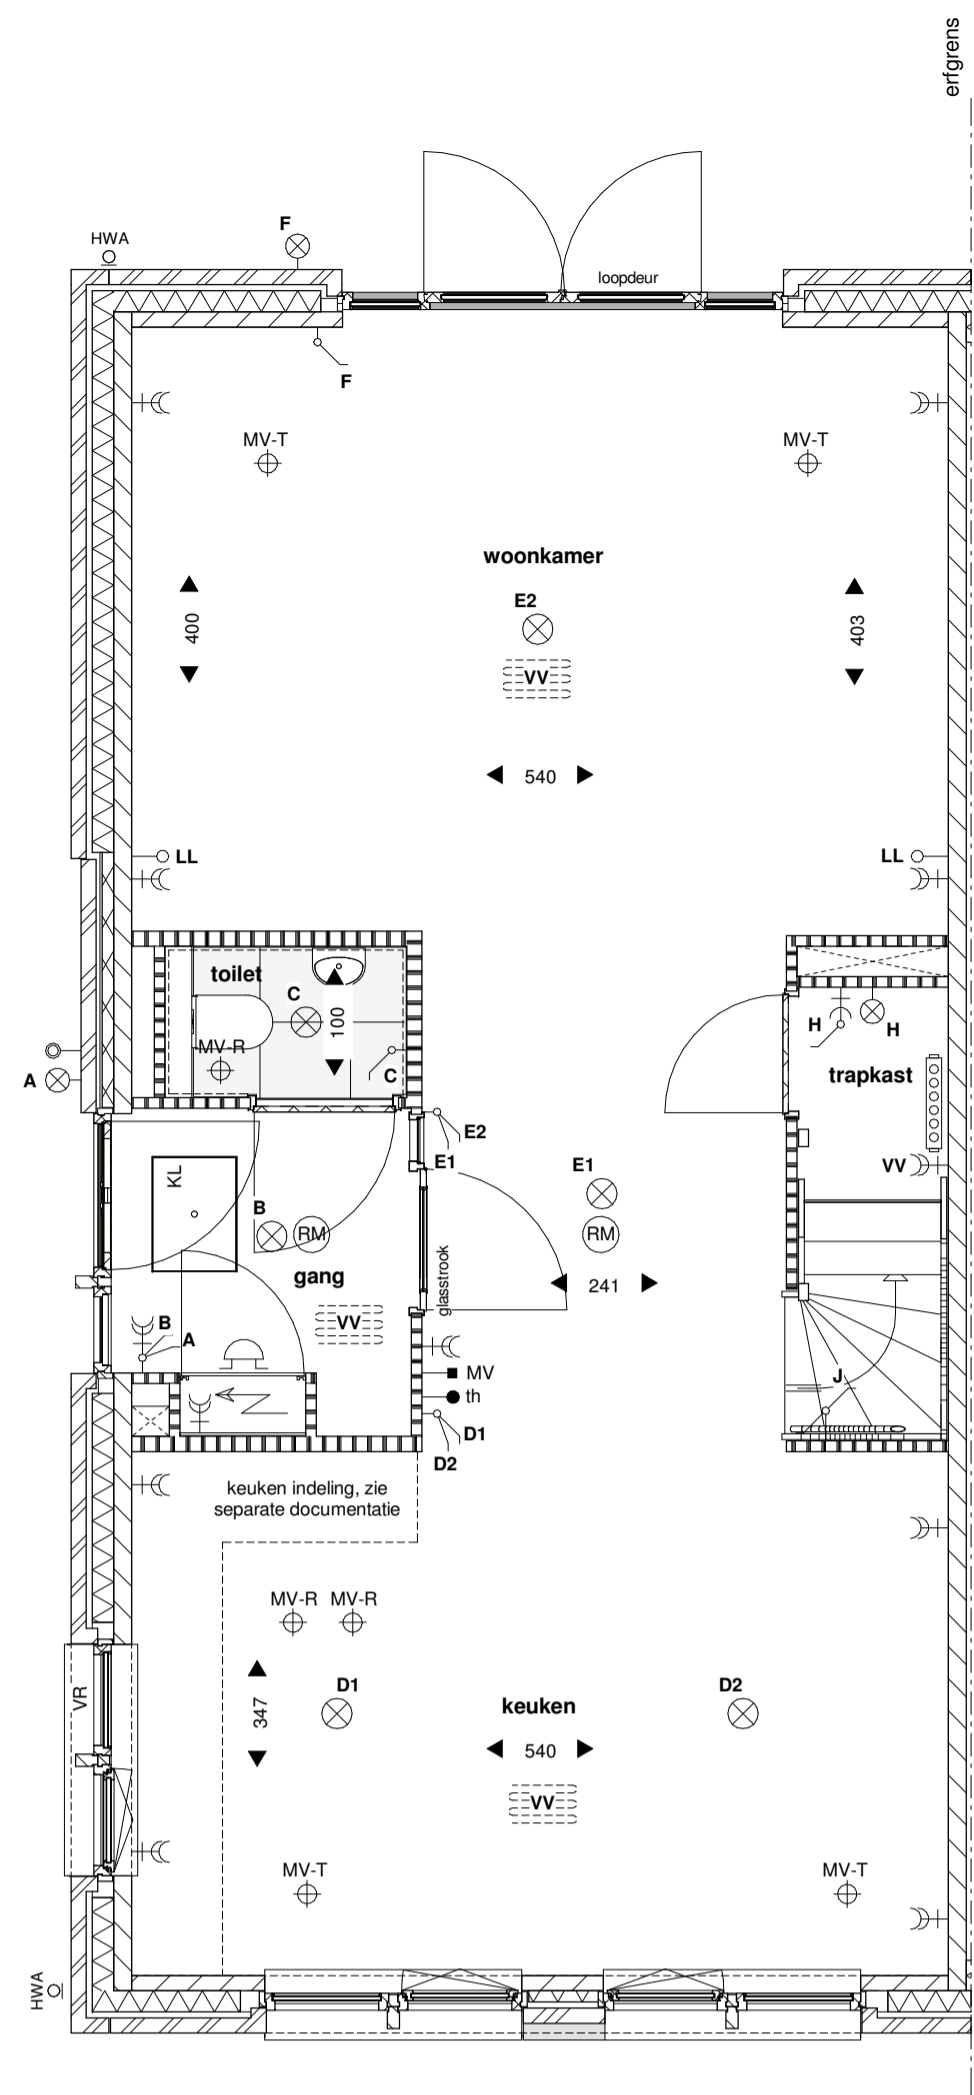 erfgrens
F
HWA
loopdeur
F
MV-T
MV-T
woonkamer
E2
400
403
VV
540
LL
LL
toilet
C
100
H
H
MV-R
C
A
trapkast
E2
E1
VV
KL
B
RM
E1
RM
gang
glasstrook
241
VV
B
A
MV
th
J
D1
D2
keuken indeling, zie
separate documentatie
MV-R
MV-R
VR
347
D1
D2
keuken
540
VV
MV-T
MV-T
HWA